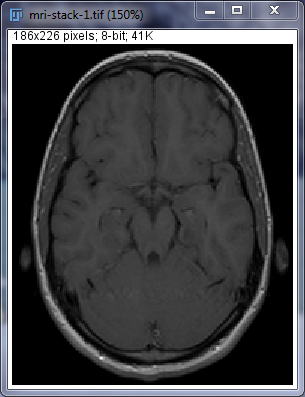 mri-stack-1.tif (150%)
186x226 pixels; 8-bit; 41K